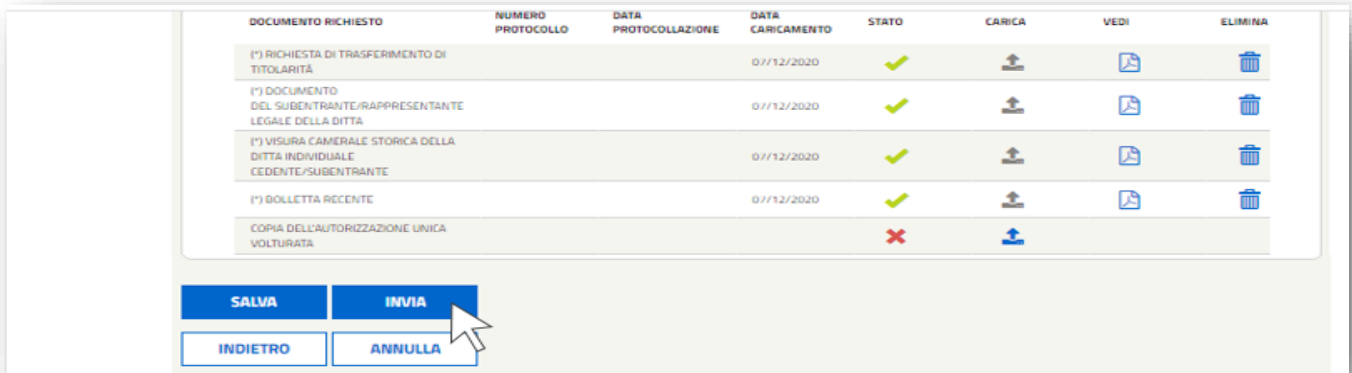 DOCUMENTO RICHIESTO NUMERO PROTOCOLLO DATA PROTOCOLLAZIONE DATA CARICAMENTO STATO CARICA VEDI ELIMINA
(*) RICHIESTA DI TRASFERIMENTO DI
TITOLARITÀ 07/12/2020
(*) DOCUMENTO
DEL SUBENTRANTE/RAPPRESENTANTE 07/12/2020
LEGALE DELLA DITTA
(*) VISURA CAMERALE STORICA DELLA
DITTA INDIVIDUALE 07/12/2020
CEDENTE/SUBENTRANTE
(*) BOLLETTA RECENTE 07/12/2020
COPIA DELL'AUTORIZZAZIONE UNICA
VOLTURATA
SALVA INVIA
INDIETRO ANNULLA